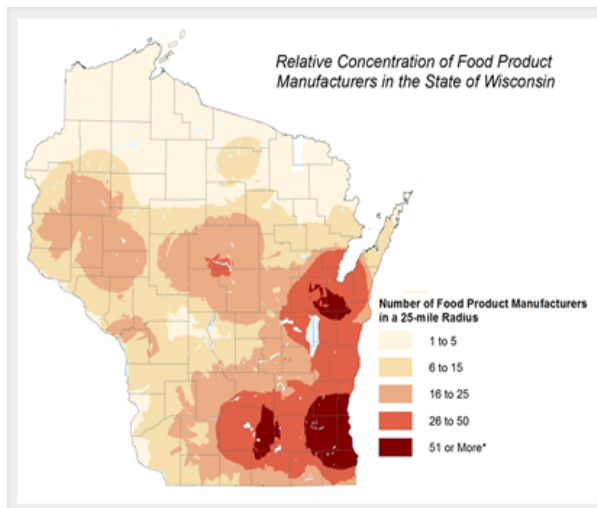 Relative Concentration of Food Product
Manufacturers in the State of Wisconsin
Number of Food Product Manufacturers
in a 25-mile Radius
1 to 5
6 to 15
16 to 25
26 to 50
51 or More*